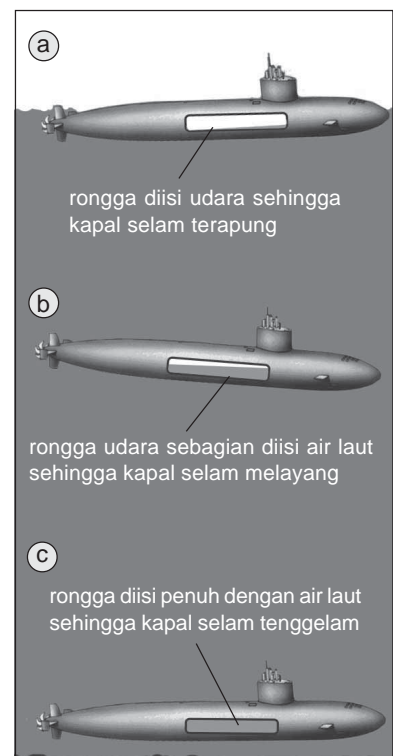 a
rongga diisi udara sehingga
kapal selam terapung
b
rongga udara sebagian diisi air laut
sehingga kapal selam melayang
c
rongga diisi penuh dengan air laut
sehingga kapal selam tenggelam